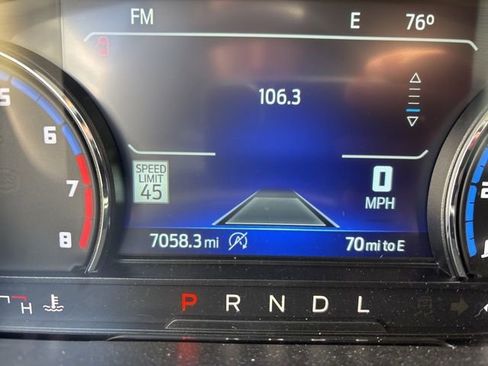 FM E 76°
106.3
5
6
7
8
SPEED
LIMIT
45
0
MPH
7058.3 mi 70 mi to E
H
P R N D L